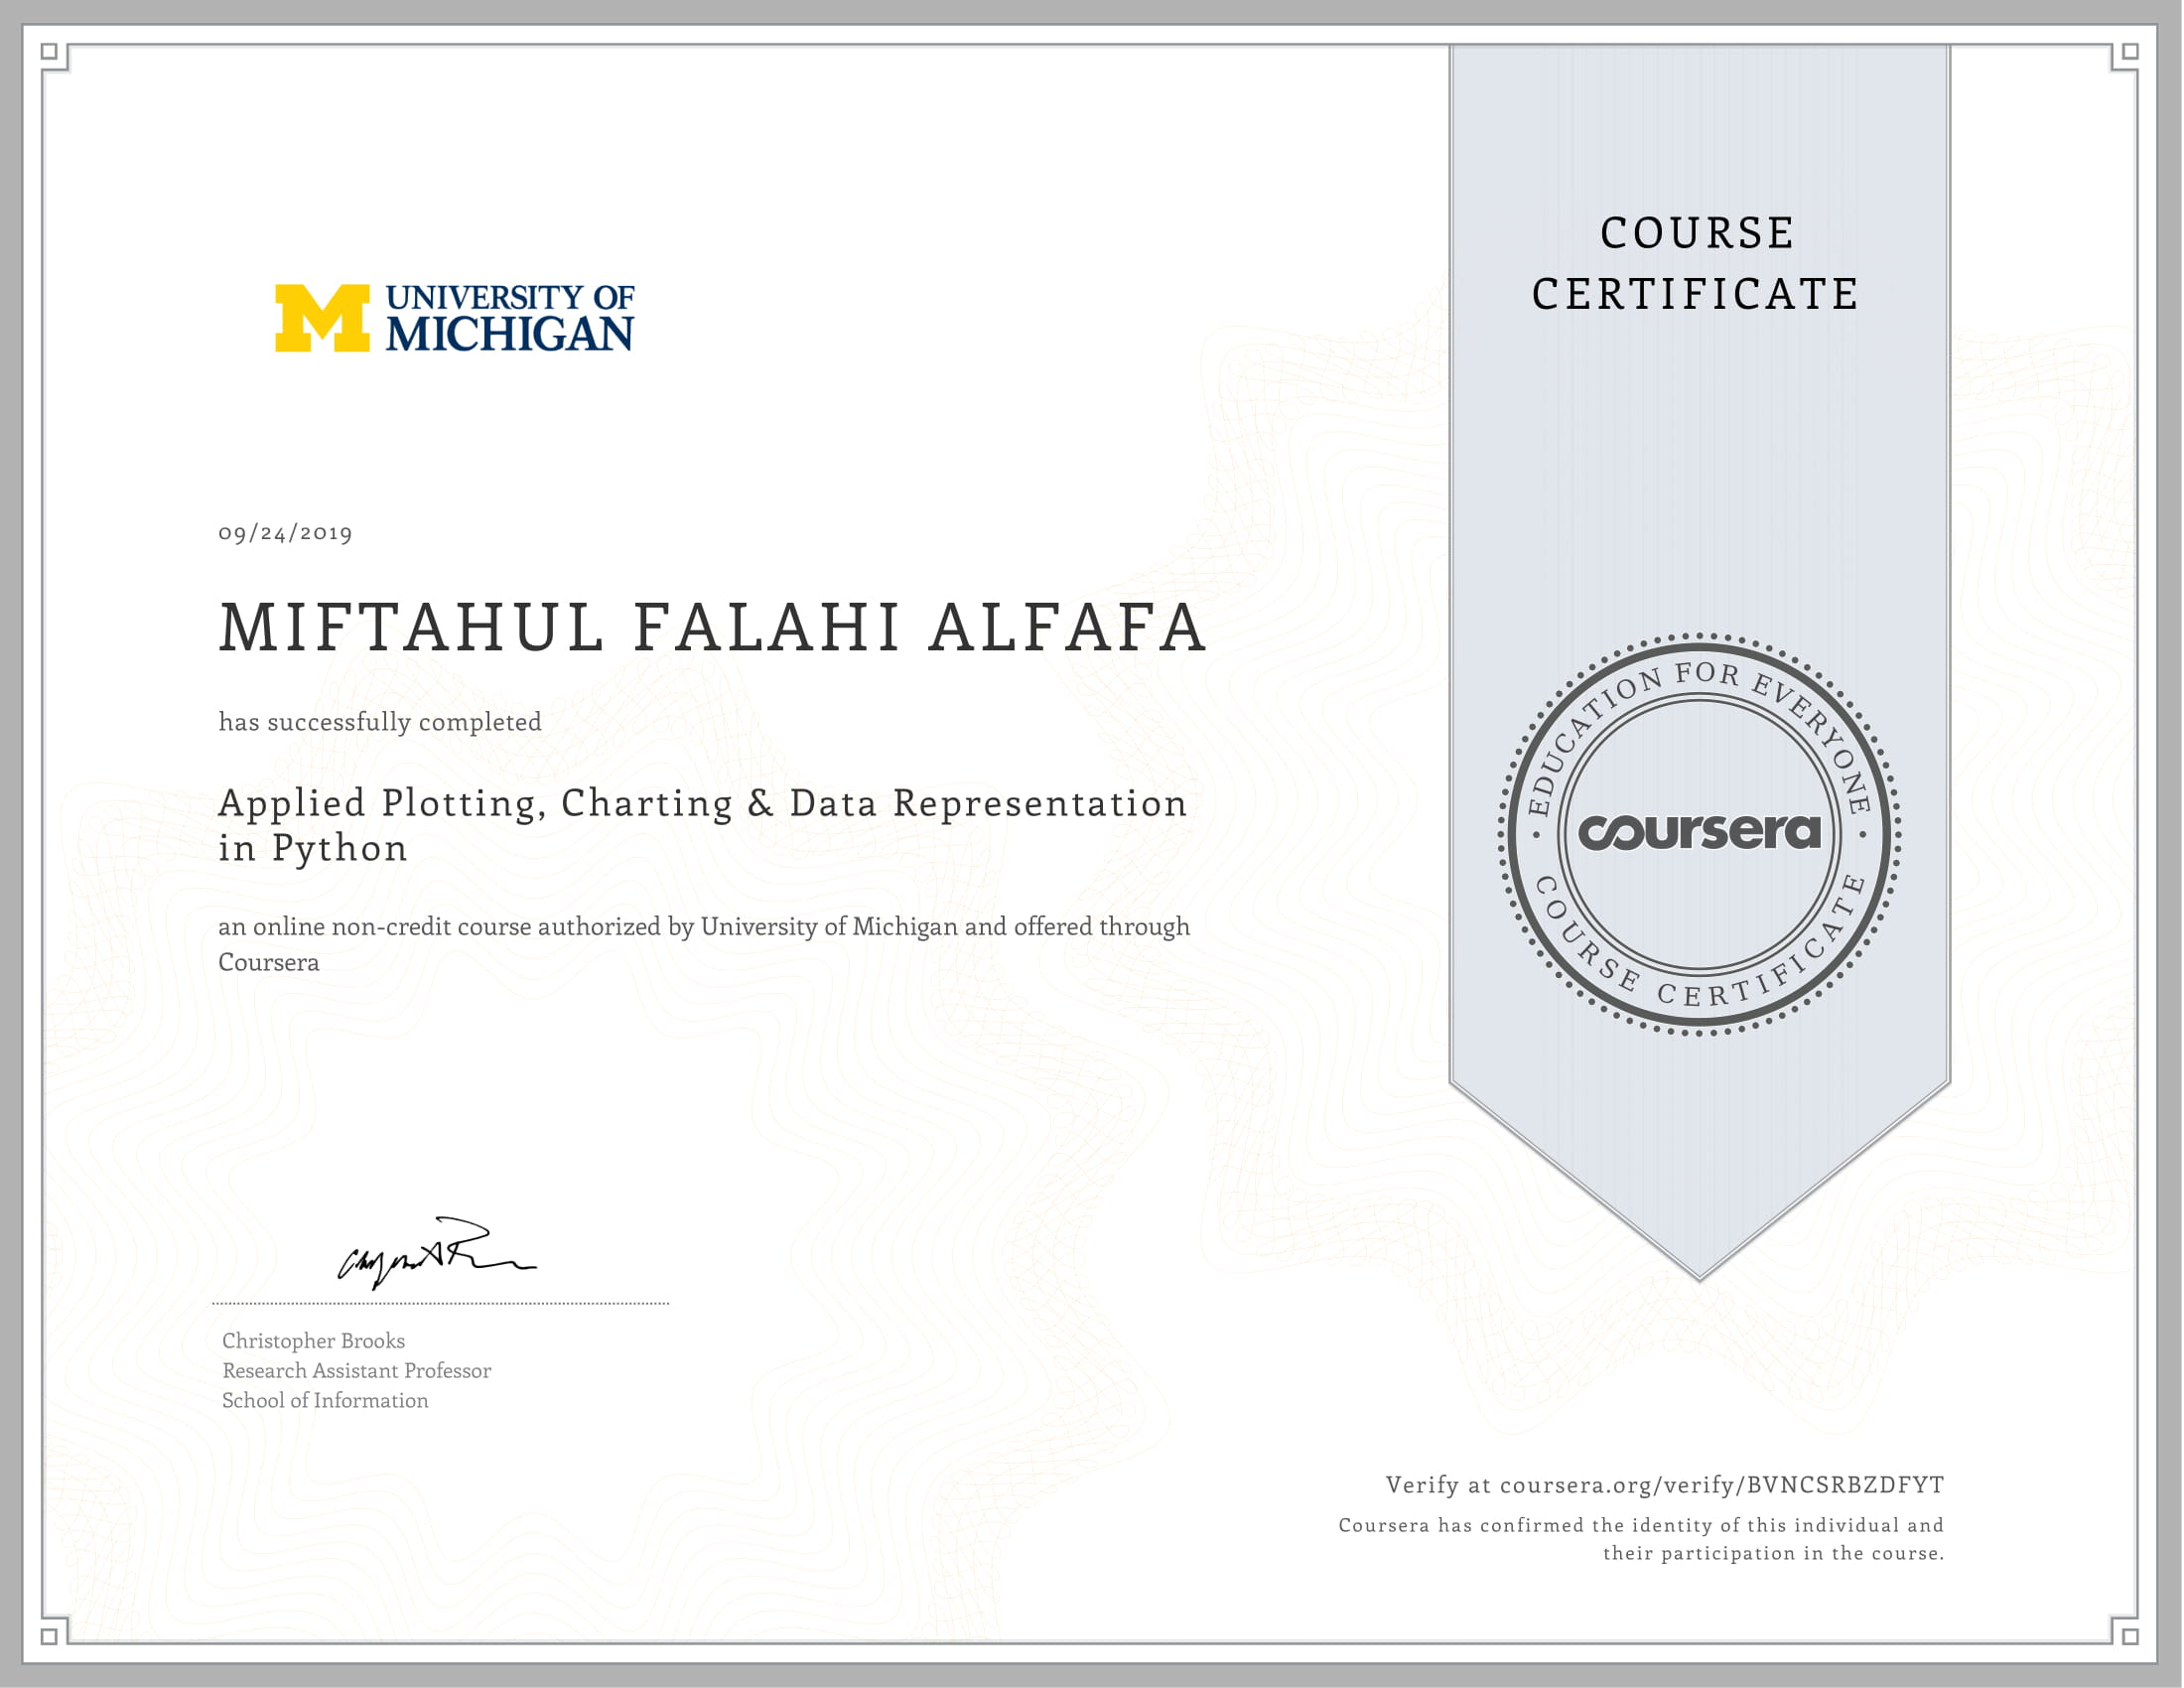 UNIVERSITY OF
MICHIGAN
COURSE
CERTIFICATE
09/24/2019
MIFTAHUL FALAHI ALFAFA
has successfully completed
Applied Plotting, Charting & Data Representation
in Python
an online non-credit course authorized by University of Michigan and offered through
Coursera
EDUCATION FOR EVERYONE
coursera
COURSE CERTIFICATE
Christopher Brooks
Research Assistant Professor
School of Information
Verify at coursera.org/verify/BVNCSRBZDFYT
Coursera has confirmed the identity of this individual and
their participation in the course.